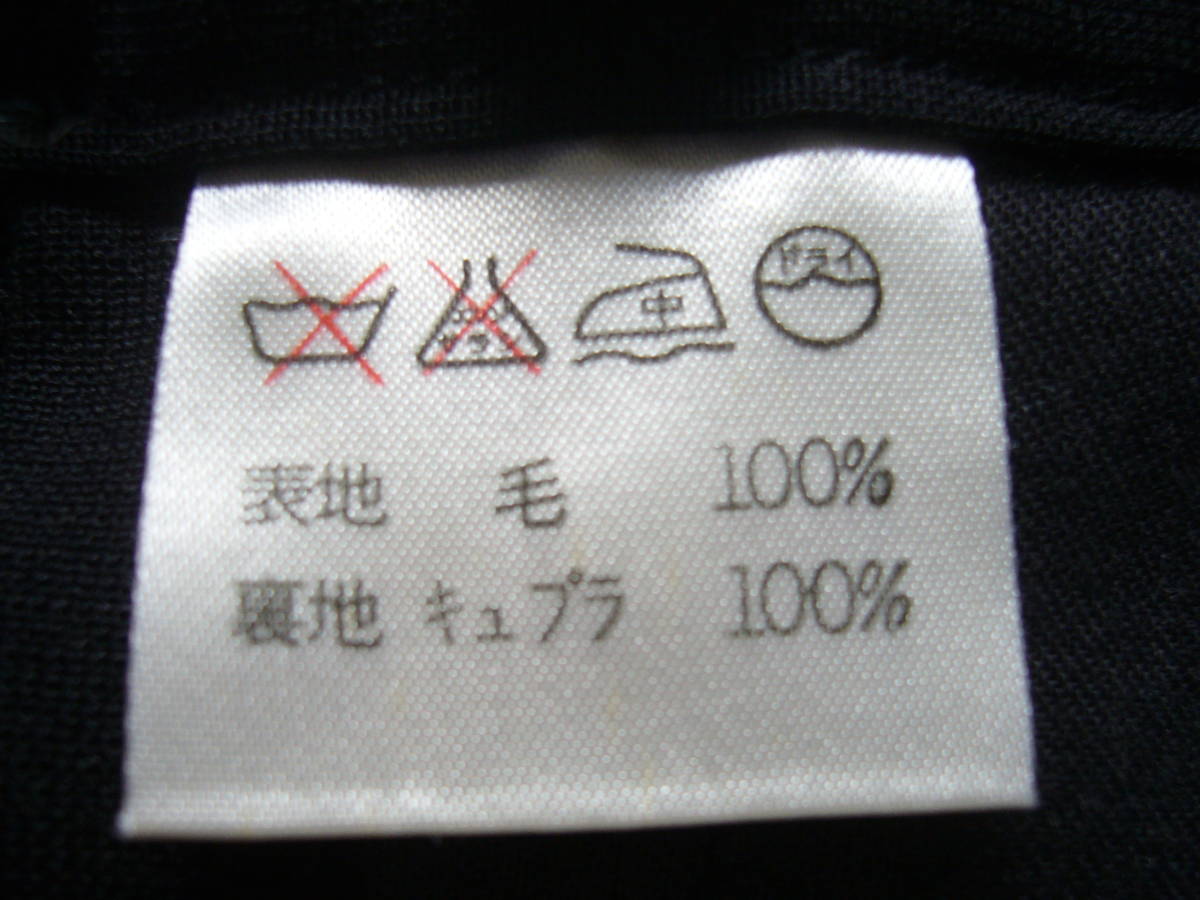 中 ドライ
表地 毛 100%
裏地 キュプラ 100%